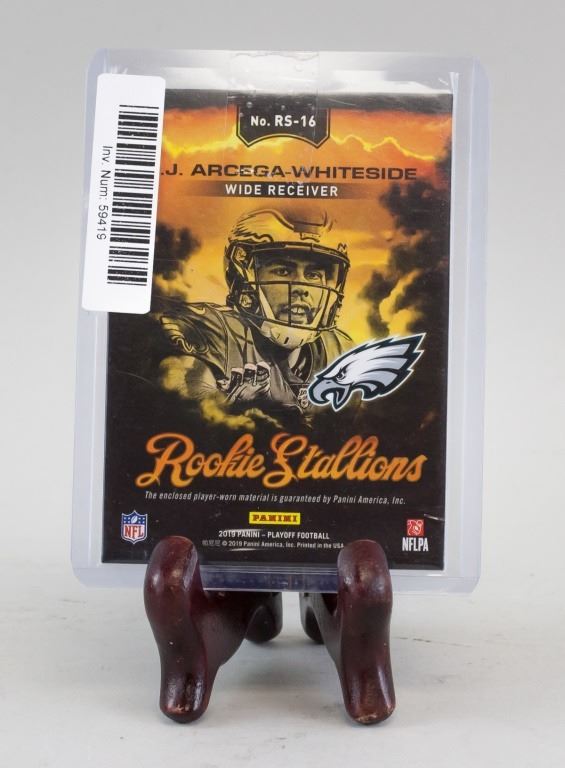 No. RS-16
.J. ARCEGA-WHITESIDE
WIDE RECEIVER
Inv. Num: 59419
Rookie Stallions
The enclosed player-worn material is guaranteed by Panini America, Inc.
PANINI
2019 PANINI – PLAYOFF FOOTBALL
© 2019 Panini America, Inc. Printed in the USA
NFL
NFLPA